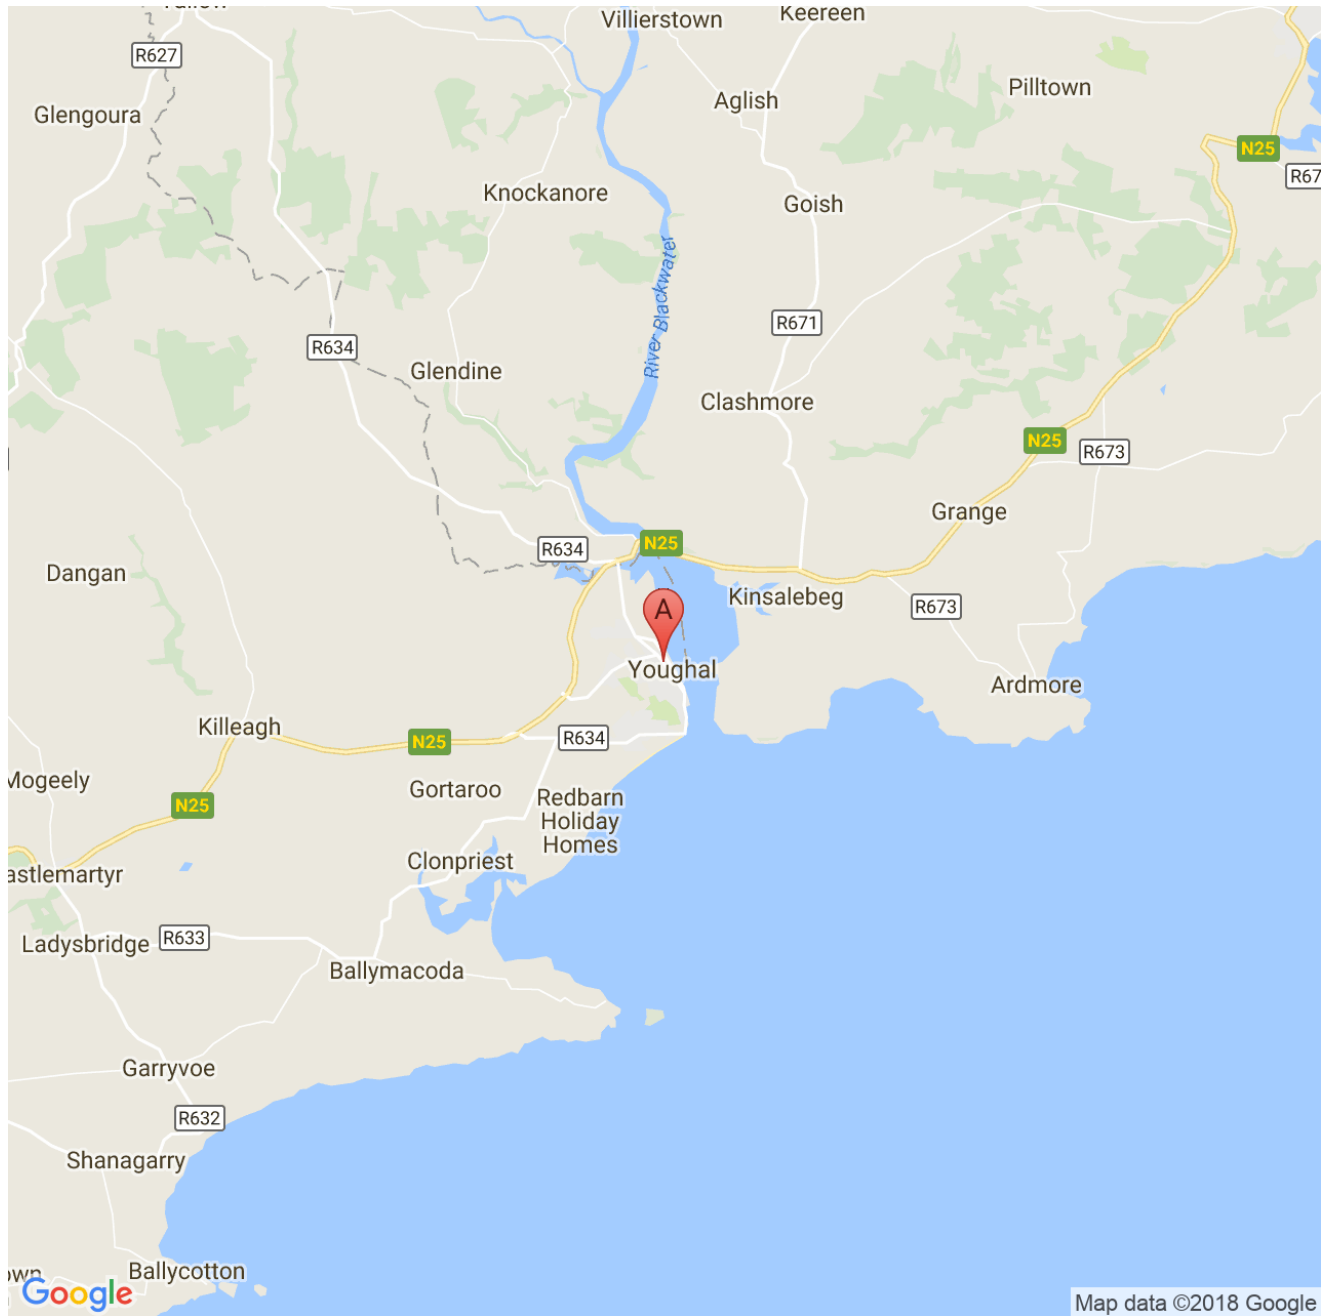 Villierstown
Keereen
R627
Pilltown
Aglish
Glengoura
N25
R67
Knockanore
Goish
River Blackwater
R671
R634
Glendine
Clashmore
N25
R673
Grange
R634
N25
Dangan
Kinsalebeg
R673
A
Youghal
Ardmore
Killeagh
N25
R634
Mogeely
Gortaroo
N25
Redbarn
Holiday
Homes
Clonpriest
astlemartyr
R633
Ladysbridge
Ballymacoda
Garryvoe
R632
Shanagarry
Ballycotton
own
Google
Map data ©2018 Google